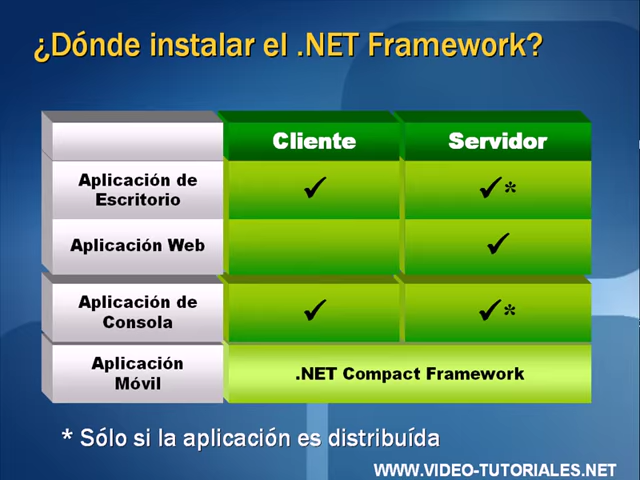 ¿Dónde instalar el .NET Framework?
Cliente Servidor
Aplicación de
Escritorio ✓ ✓*
Aplicación Web ✓
Aplicación de
Consola ✓ ✓*
Aplicación
Móvil .NET Compact Framework
* Sólo si la aplicación es distribuída
WWW.VIDEO-TUTORIALES.NET